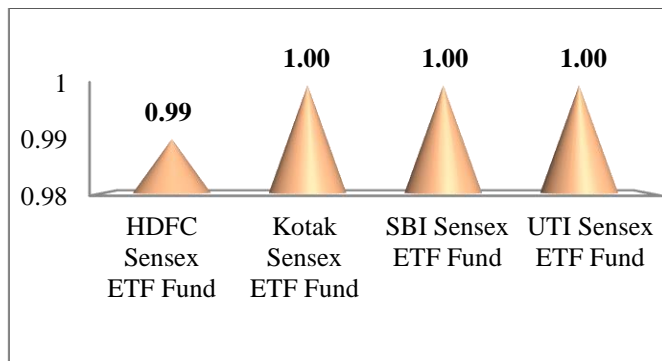 1.00 1.00 1.00
1
0.99
0.99
0.98
HDFC Sensex ETF Fund
Kotak Sensex ETF Fund
SBI Sensex ETF Fund
UTI Sensex ETF Fund